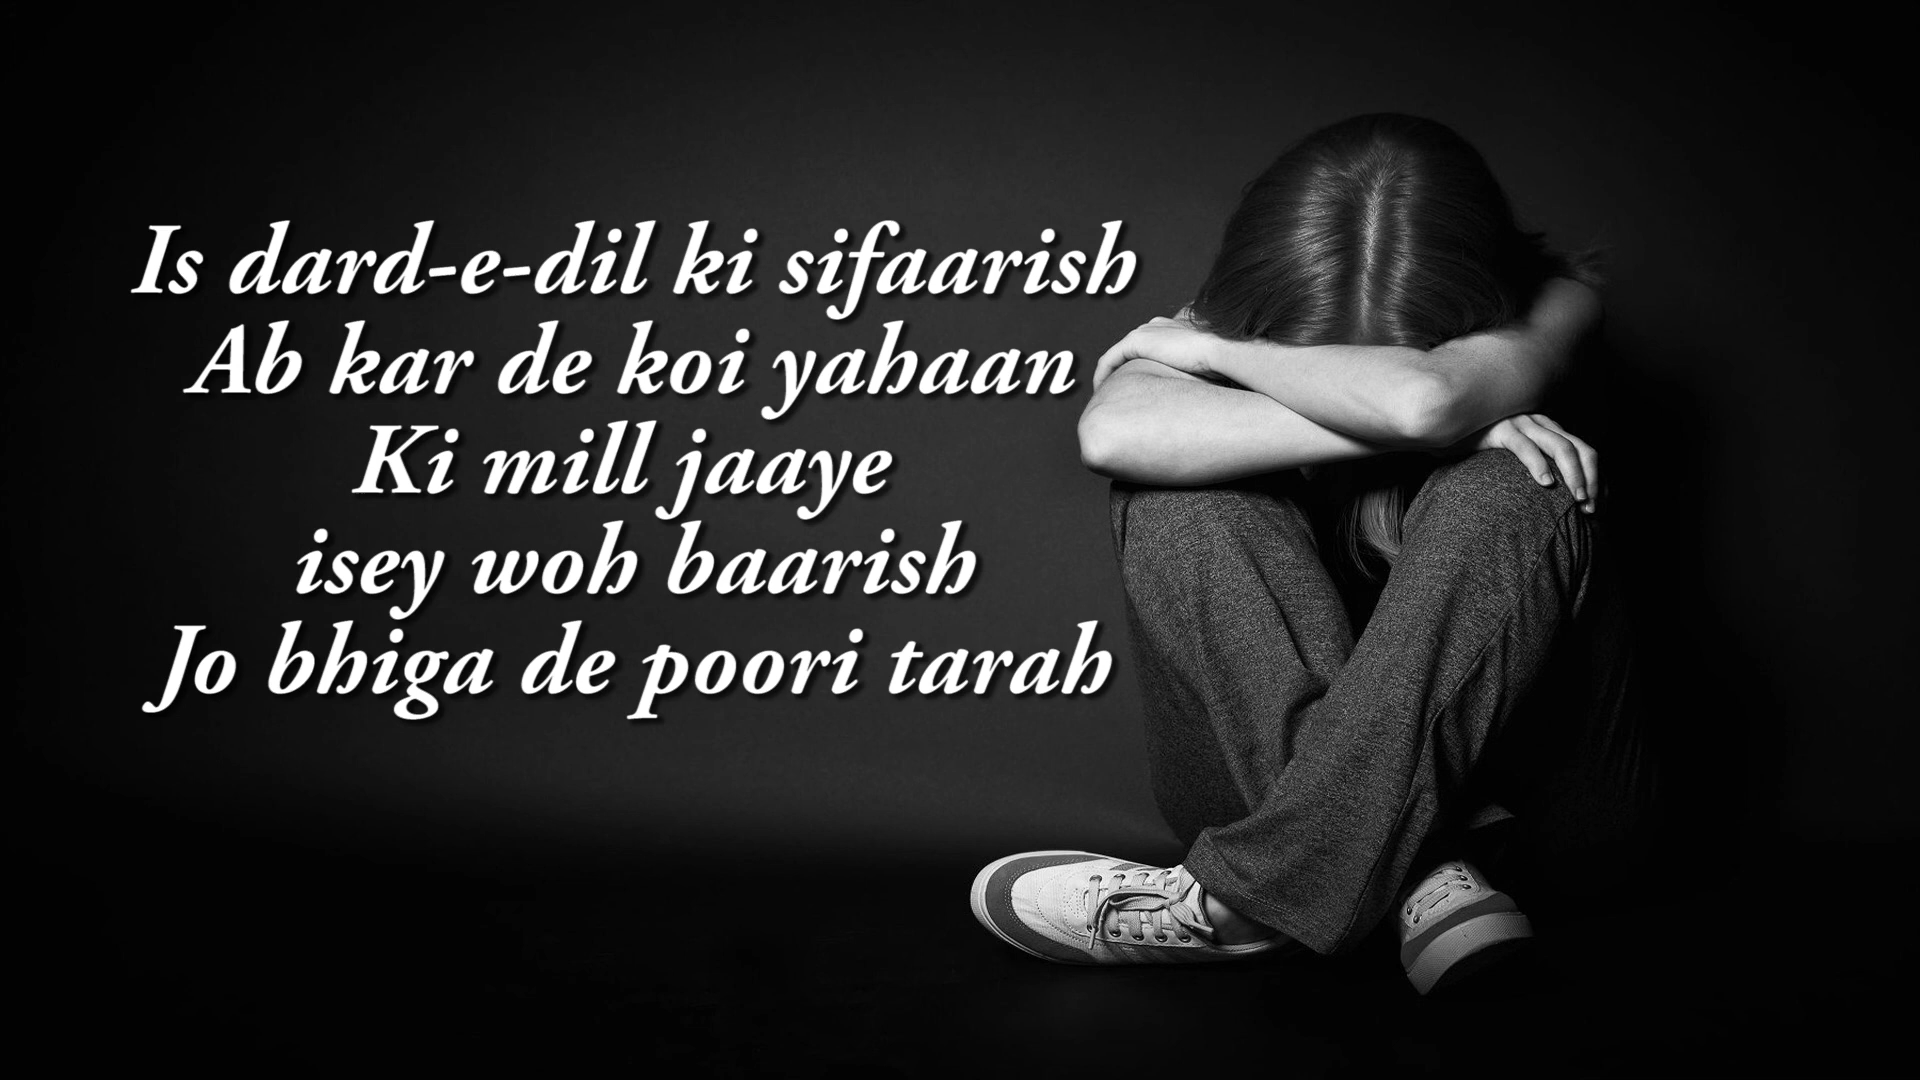 Is dard-e-dil ki sifaarish
Ab kar de koi yahaan
Ki mill jaaye
isey woh baarish
Jo bhiga de poori tarah